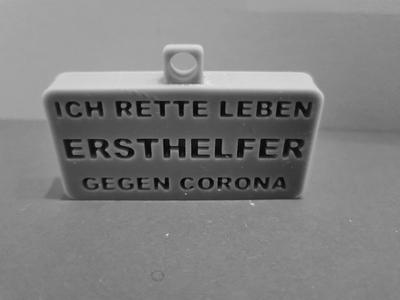 ICH RETTE LEBEN
ERSTHELFER
GEGEN CORONA